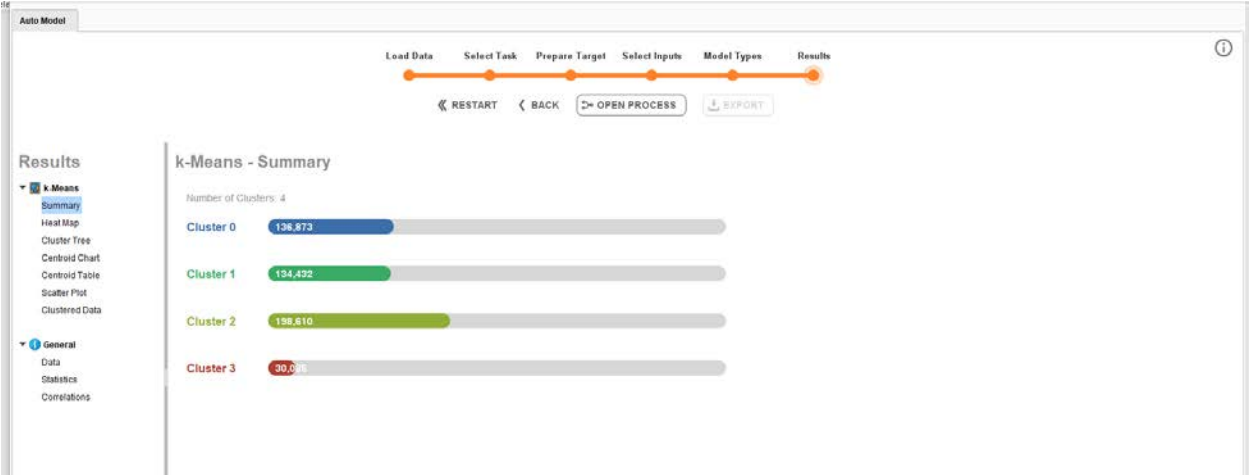 Auto Model
Load Data Select Task Prepare Target Select Inputs Model Types Results
RESTART BACK OPEN PROCESS EXPORT
Results
k-Means
Summary
Heat Map
Cluster Tree
Centroid Chart
Centroid Table
Scatter Plot
Clustered Data
General
Data
Statistics
Correlations
k-Means - Summary
Number of Clusters: 4
Cluster 0 136,873
Cluster 1 134,432
Cluster 2 198,610
Cluster 3